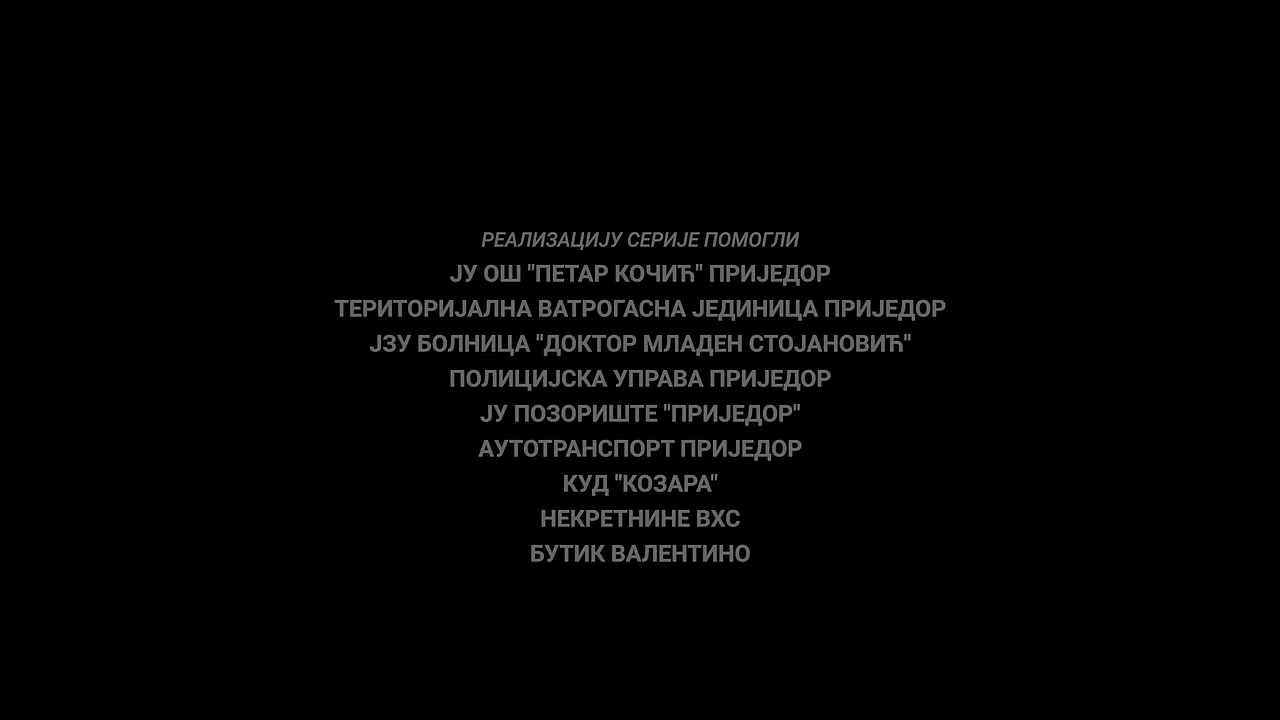 РЕАЛИЗАЦИЈУ СЕРИЈЕ ПОМОГЛИ
ЈУ ОШ "ПЕТАР КОЧИЋ" ПРИЈЕДОР
ТЕРИТОРИЈАЛНА ВАТРОГАСНА ЈЕДИНИЦА ПРИЈЕДОР
ЈЗУ БОЛНИЦА "ДОКТОР МЛАДЕН СТОЈАНОВИЋ"
ПОЛИЦИЈСКА УПРАВА ПРИЈЕДОР
ЈУ ПОЗОРИШТЕ "ПРИЈЕДОР"
АУТОТРАНСПОРТ ПРИЈЕДОР
КУД "КОЗАРА"
НЕКРЕТНИНЕ ВХС
БУТИК ВАЛЕНТИНО